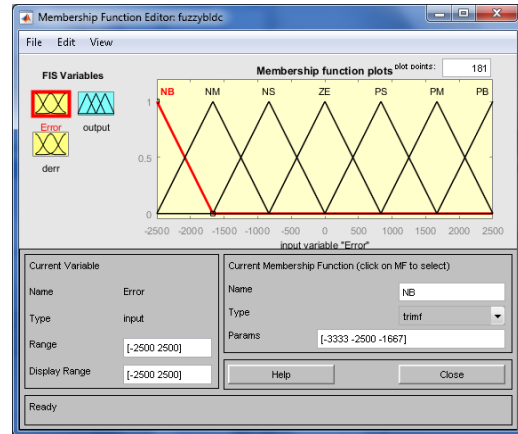 Membership Function Editor: fuzzybldc
File Edit View
FIS Variables
Error
output
derr
Membership function plots
plot points:
181
NB NM NS ZE PS PM PB
1
0.5
0
-2500 -2000 -1500 -1000 -500 0 500 1000 1500 2000 2500
input variable "Error"
Current Variable
Name Error
Type input
Range [-2500 2500]
Display Range [-2500 2500]
Current Membership Function (click on MF to select)
Name NB
Type trimf
Params [-3333 -2500 -1667]
Help Close
Ready